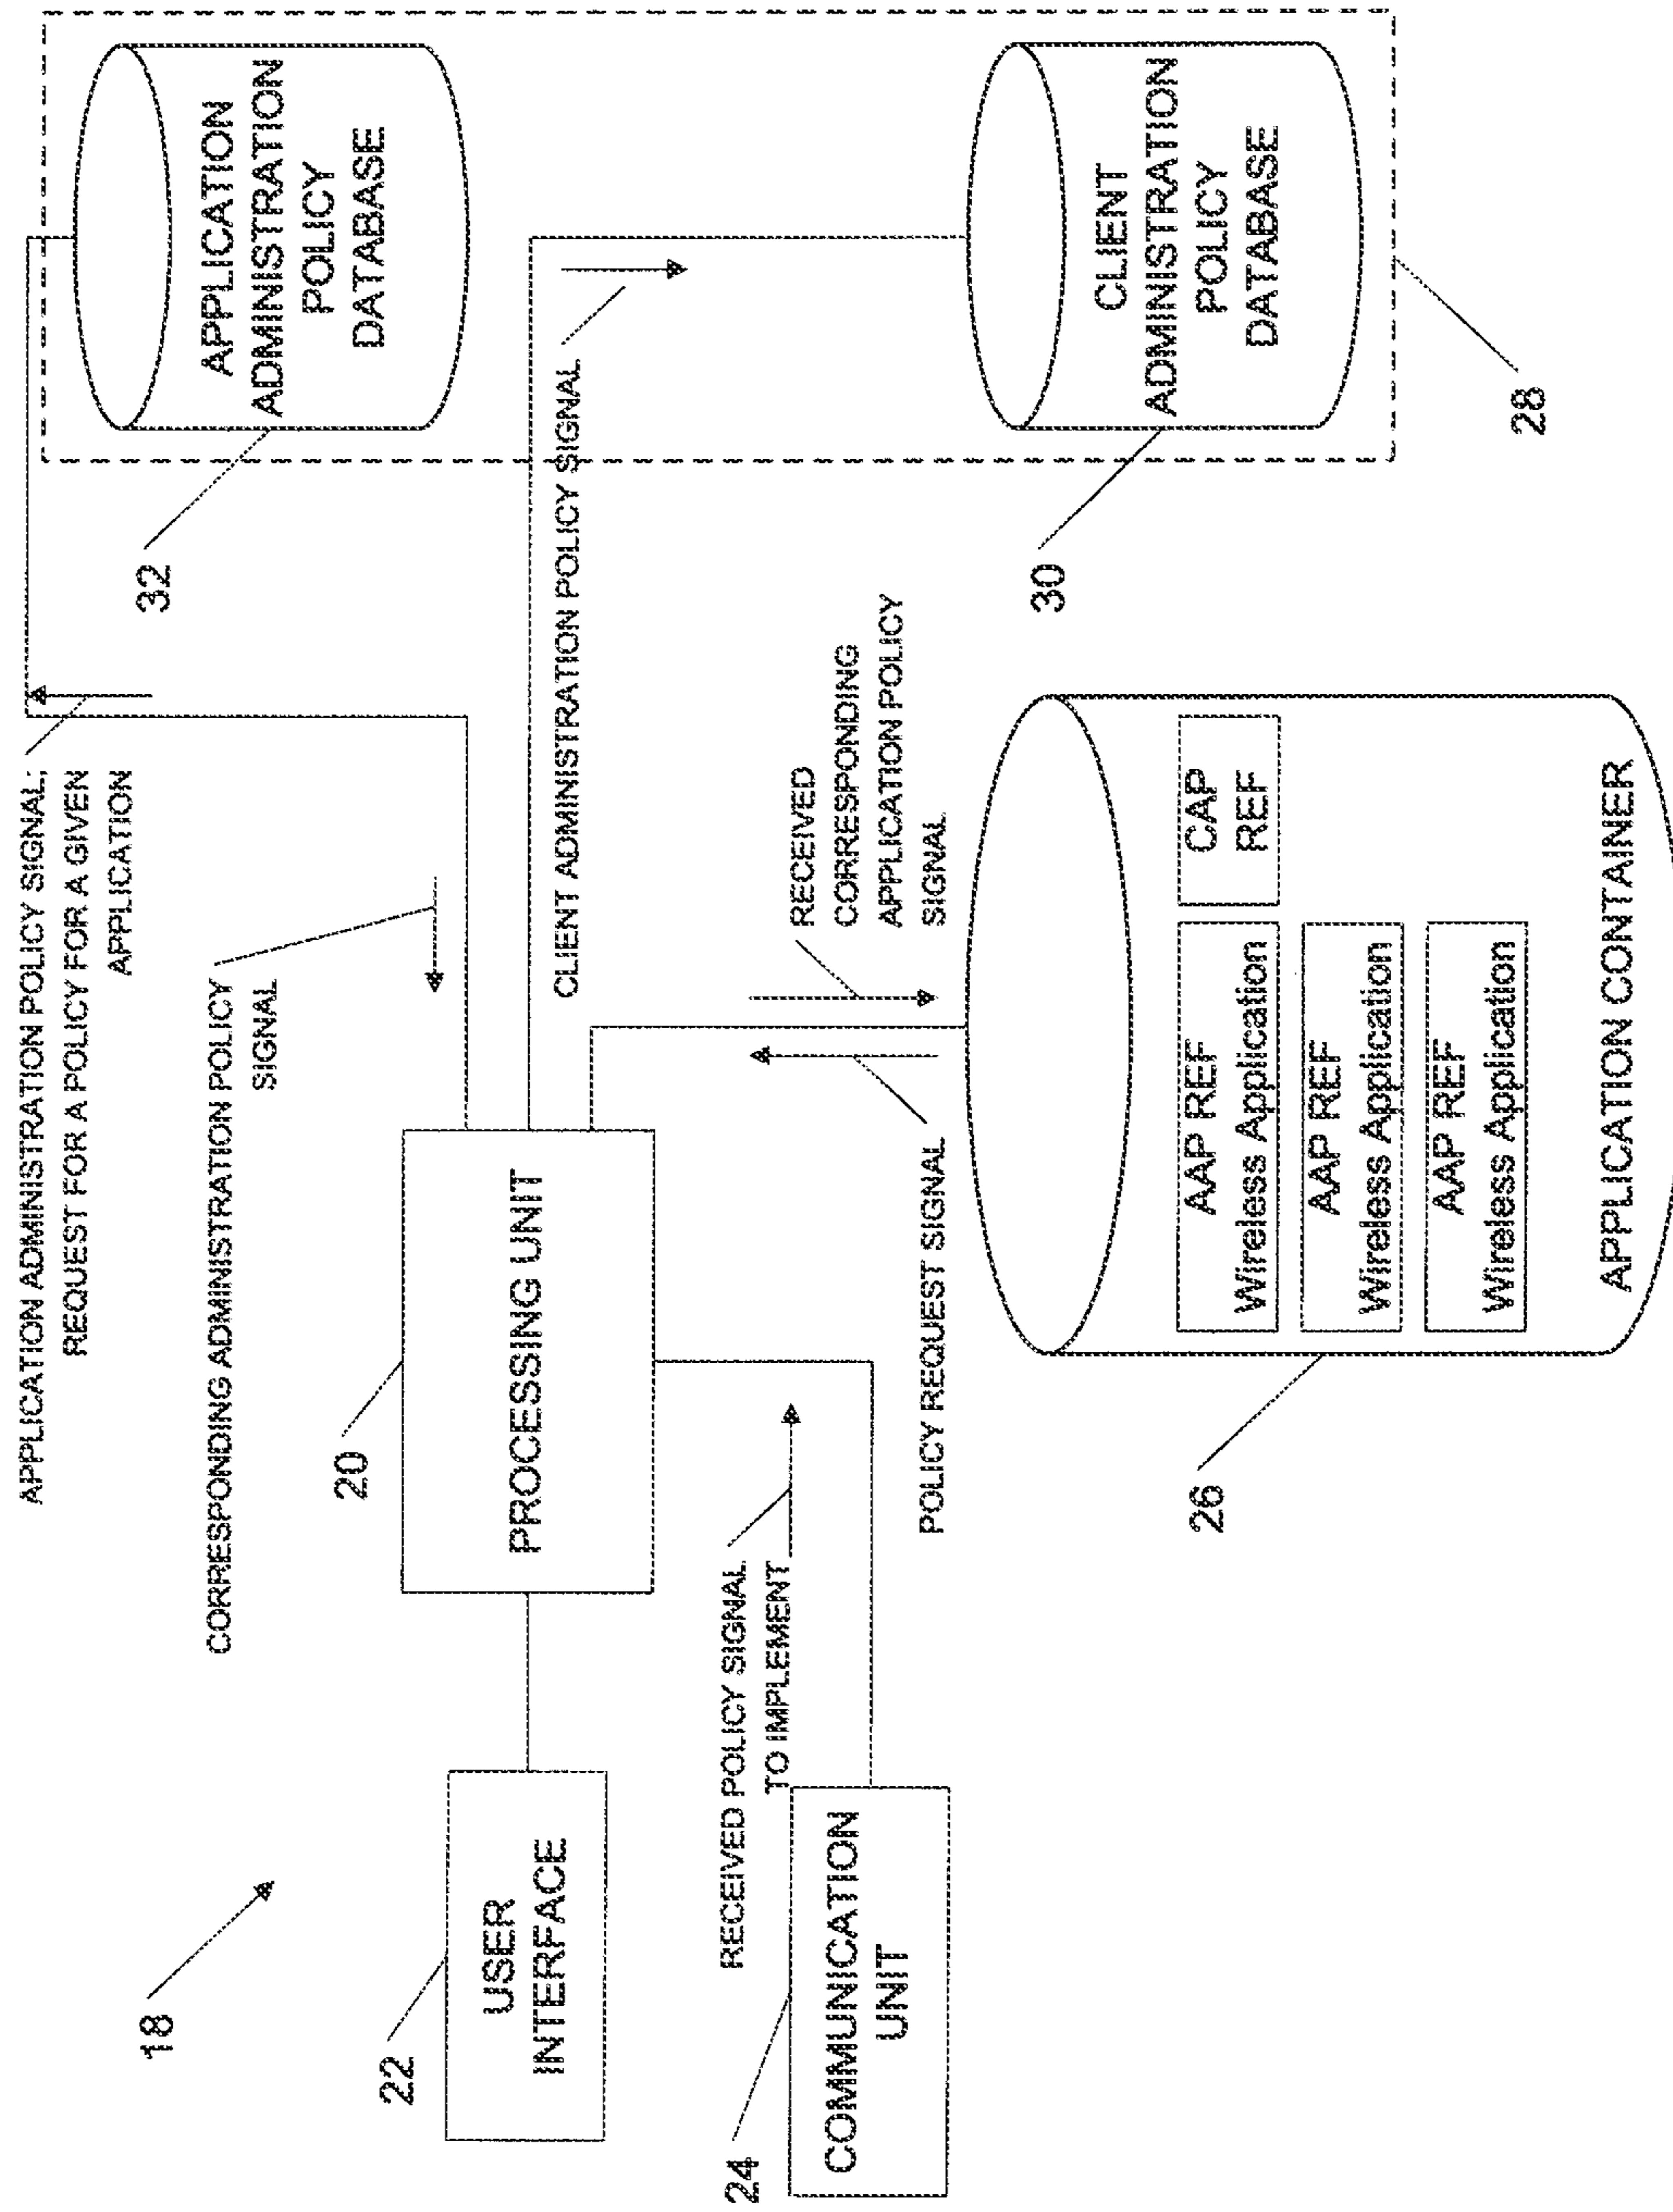 APPLICATION ADMINISTRATION POLICY SIGNAL;
REQUEST FOR A POLICY FOR A GIVEN
APPLICATION
CORRESPONDING ADMINISTRATION POLICY
SIGNAL
18
22
USER
INTERFACE
20
PROCESSING UNIT
32
APPLICATION
ADMINISTRATION
POLICY
DATABASE
CLIENT ADMINISTRATION POLICY SIGNAL
24
COMMUNICATION
UNIT
RECEIVED POLICY SIGNAL
TO IMPLEMENT
POLICY REQUEST SIGNAL
RECEIVED
CORRESPONDING
APPLICATION POLICY
SIGNAL
30
CLIENT
ADMINISTRATION
POLICY
DATABASE
28
26
AAP REF
Wireless Application
CAP
REF
AAP REF
Wireless Application
AAP REF
Wireless Application
APPLICATION CONTAINER